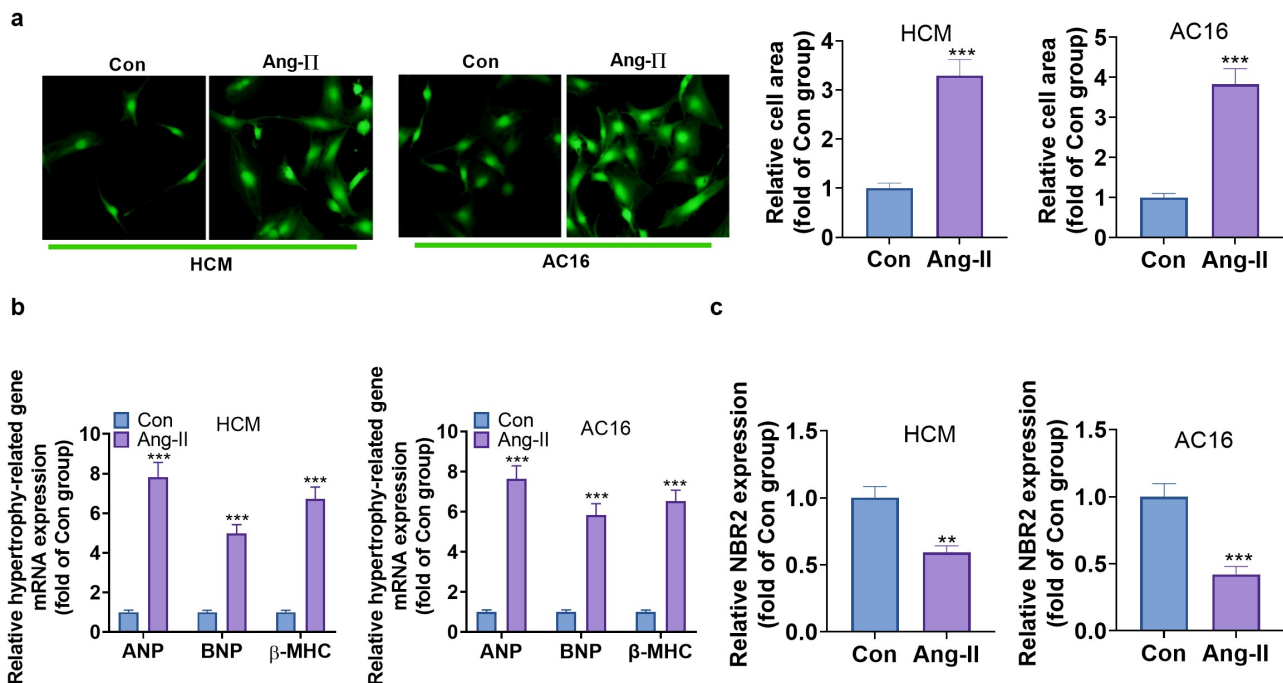 a
Con
Ang-Π
HCM
Con
Ang-Π
AC16
HCM
Relative cell area
(fold of Con group)
4
3
2
1
0
***
Con
Ang-II
AC16
Relative cell area
(fold of Con group)
5
4
3
2
1
0
***
Con
Ang-II
b
Relative hypertrophy-related gene
mRNA expression
(fold of Con group)
Con
Ang-II
HCM
10
8
6
4
2
0
***
***
***
ANP
BNP
β-MHC
Relative hypertrophy-related gene
mRNA expression
(fold of Con group)
Con
Ang-II
AC16
10
8
6
4
2
0
***
***
***
ANP
BNP
β-MHC
c
Relative NBR2 expression
(fold of Con group)
HCM
1.5
1.0
0.5
0.0
**
Con
Ang-II
Relative NBR2 expression
(fold of Con group)
AC16
1.5
1.0
0.5
0.0
***
Con
Ang-II